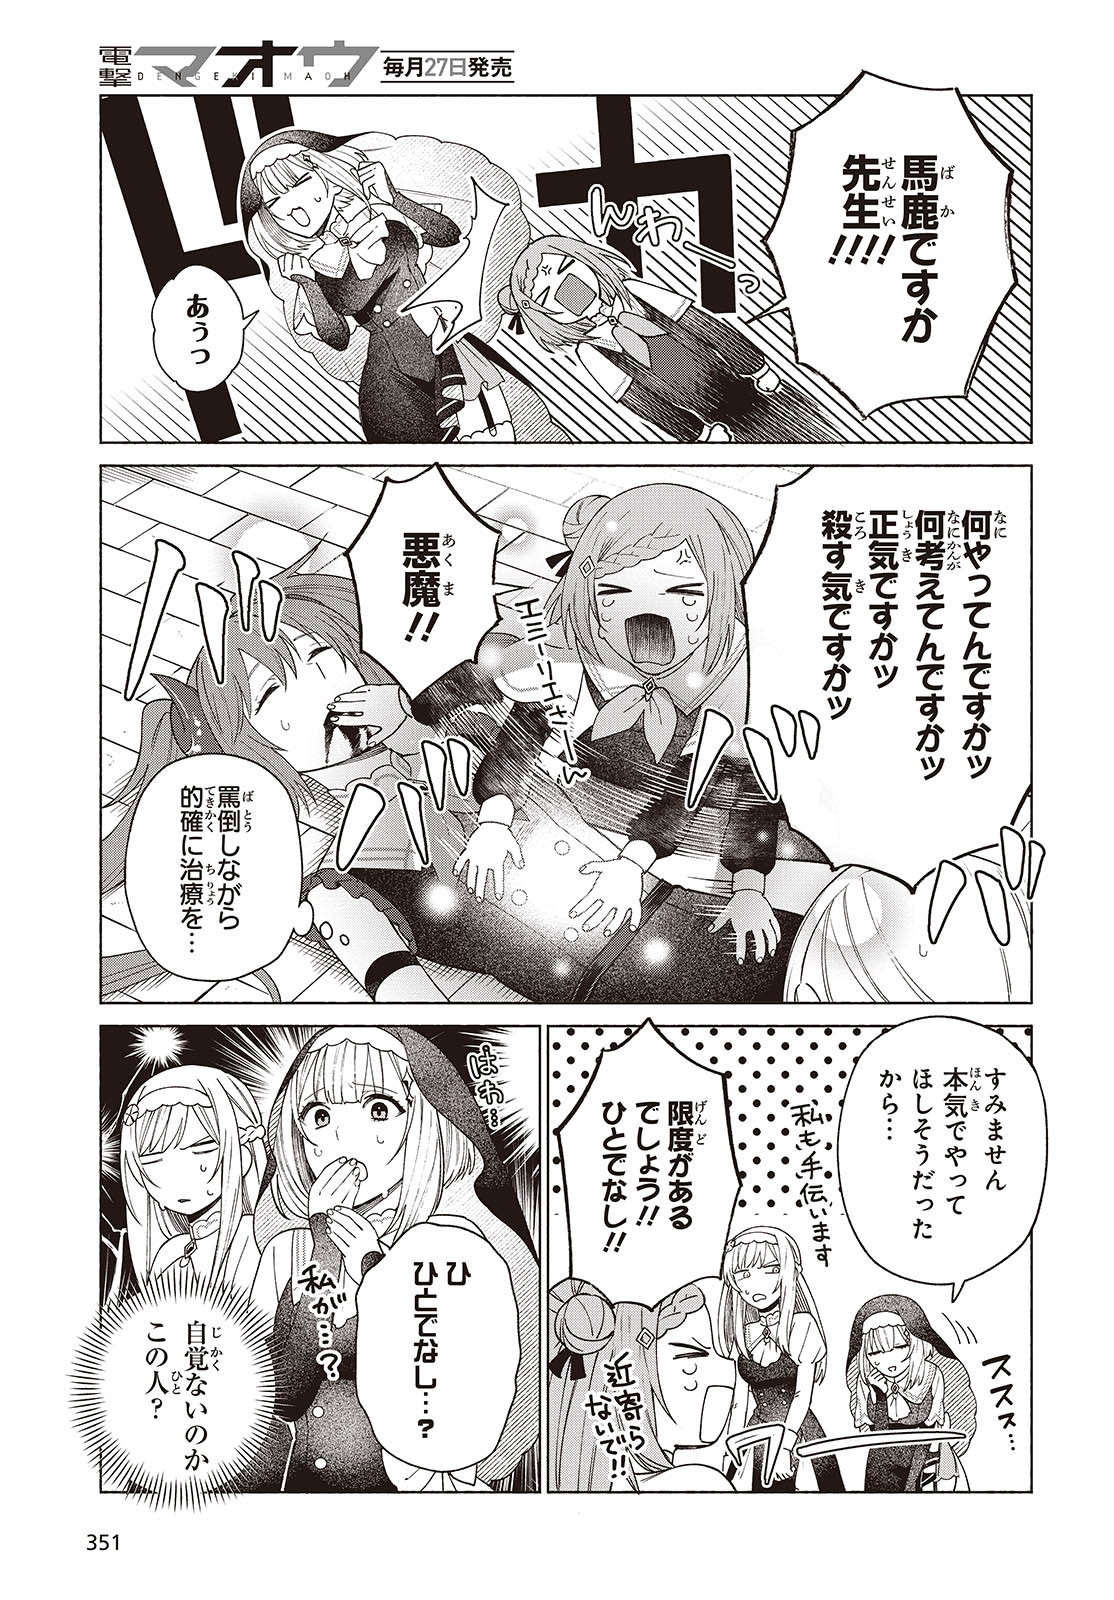 電撃マオウ
DENGEKI MAOH
毎月27日発売
馬鹿ですか
先生!!!!
んわーっ
あぅっ
何やってんですかッ
何考えてんですかッ
正気ですかッ
殺す気ですかッ
悪魔!!
エミーリエさーん
罵倒しながら
的確に治療を…
すみません
本気でやって
ほしそうだった
から…
私も手伝います
限度がある
でしょう!!
ひとでなし!!
ススス…
近寄ら
ないで!!
はわ…
ひ
ひとでなし…?
私が…?
自覚ないのか
この人?
351